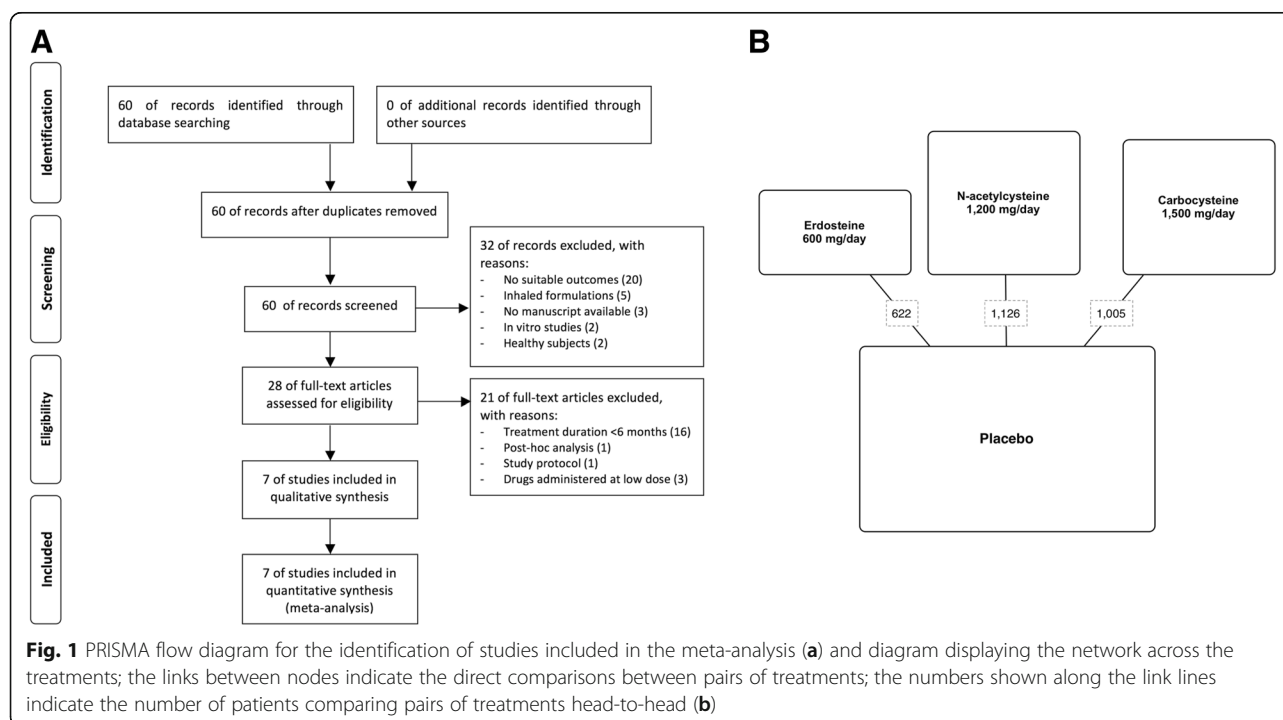 A
Identification
60 of records identified through
database searching
0 of additional records identified through
other sources
60 of records after duplicates removed
Screening
60 of records screened
32 of records excluded, with
reasons:
- No suitable outcomes (20)
- Inhaled formulations (5)
- No manuscript available (3)
- In vitro studies (2)
- Healthy subjects (2)
Eligibility
28 of full-text articles
assessed for eligibility
21 of full-text articles excluded,
with reasons:
- Treatment duration <6 months (16)
- Post-hoc analysis (1)
- Study protocol (1)
- Drugs administered at low dose (3)
7 of studies included in
qualitative synthesis
Included
7 of studies included in
quantitative synthesis
(meta-analysis)
B
Erdosteine
600 mg/day
N-acetylcysteine
1,200 mg/day
Carbocysteine
1,500 mg/day
622
1,126
1,005
Placebo
Fig. 1 PRISMA flow diagram for the identification of studies included in the meta-analysis (a) and diagram displaying the network across the
treatments; the links between nodes indicate the direct comparisons between pairs of treatments; the numbers shown along the link lines
indicate the number of patients comparing pairs of treatments head-to-head (b)